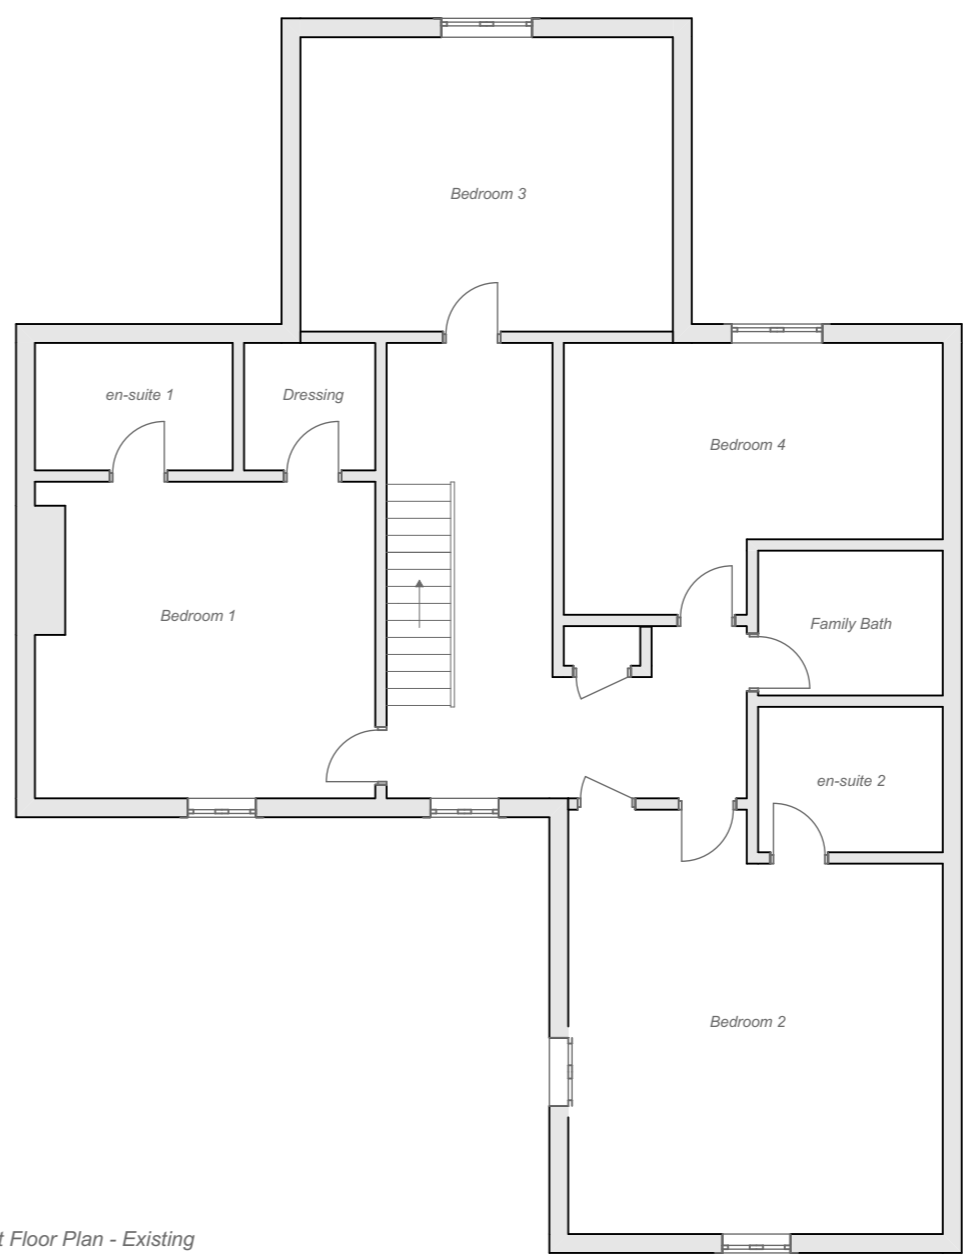 Bedroom 3
en-suite 1
Dressing
Bedroom 4
Bedroom 1
Family Bath
en-suite 2
Bedroom 2
t Floor Plan - Existing